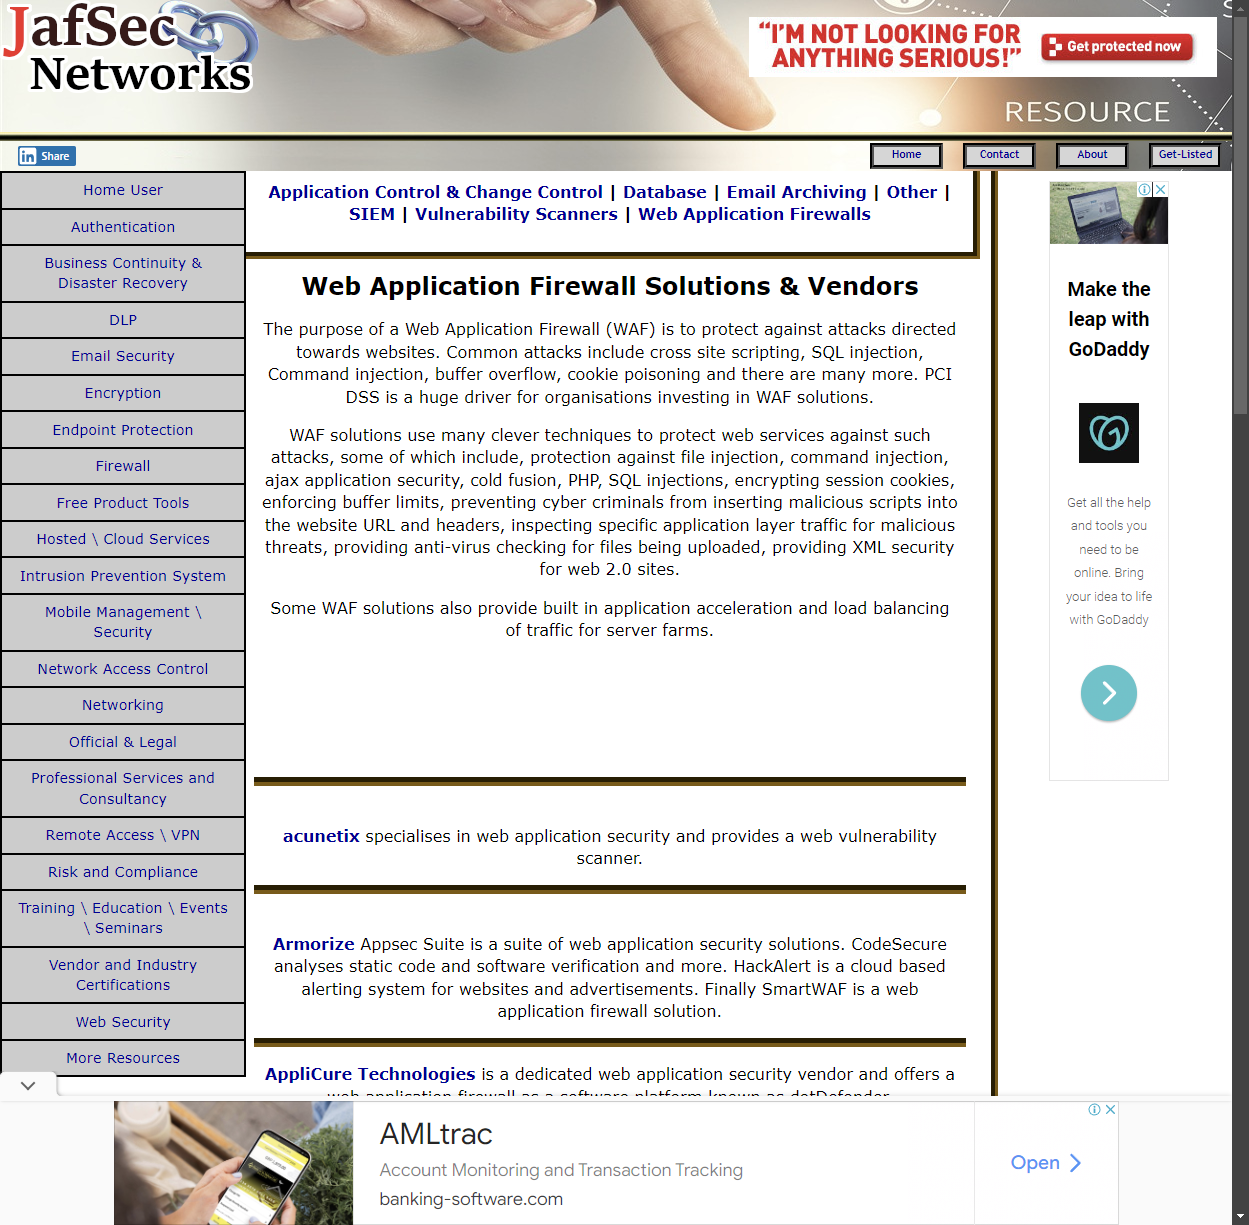 JafSec
Networks
“I’M NOT LOOKING FOR
ANYTHING SERIOUS!”
Get protected now
RESOURCE
in Share
Home
Contact
About
Get-Listed
Home User
Authentication
Business Continuity &
Disaster Recovery
DLP
Email Security
Encryption
Endpoint Protection
Firewall
Free Product Tools
Hosted \ Cloud Services
Intrusion Prevention System
Mobile Management \
Security
Network Access Control
Networking
Official & Legal
Professional Services and
Consultancy
Remote Access \ VPN
Risk and Compliance
Training \ Education \ Events
\ Seminars
Vendor and Industry
Certifications
Web Security
More Resources
Application Control & Change Control | Database | Email Archiving | Other |
SIEM | Vulnerability Scanners | Web Application Firewalls
Web Application Firewall Solutions & Vendors
The purpose of a Web Application Firewall (WAF) is to protect against attacks directed
towards websites. Common attacks include cross site scripting, SQL injection,
Command injection, buffer overflow, cookie poisoning and there are many more. PCI
DSS is a huge driver for organisations investing in WAF solutions.
WAF solutions use many clever techniques to protect web services against such
attacks, some of which include, protection against file injection, command injection,
ajax application security, cold fusion, PHP, SQL injections, encrypting session cookies,
enforcing buffer limits, preventing cyber criminals from inserting malicious scripts into
the website URL and headers, inspecting specific application layer traffic for malicious
threats, providing anti-virus checking for files being uploaded, providing XML security
for web 2.0 sites.
Some WAF solutions also provide built in application acceleration and load balancing
of traffic for server farms.
acunetix specialises in web application security and provides a web vulnerability
scanner.
Armorize Appsec Suite is a suite of web application security solutions. CodeSecure
analyses static code and software verification and more. HackAlert is a cloud based
alerting system for websites and advertisements. Finally SmartWAF is a web
application firewall solution.
AppliCure Technologies is a dedicated web application security vendor and offers a
web application firewall as a software platform known as dotDefender
Make the
leap with
GoDaddy
Get all the help
and tools you
need to be
online. Bring
your idea to life
with GoDaddy
AMLtrac
Account Monitoring and Transaction Tracking
banking-software.com
Open